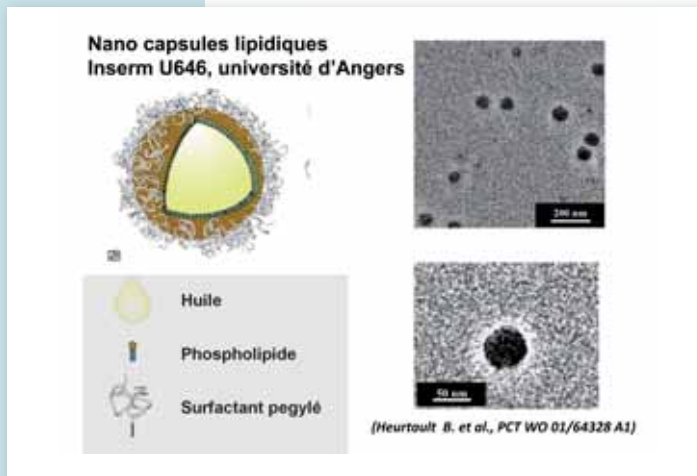 Nano capsules lipidiques
Inserm U646, université d'Angers
200 nm
Huile
Phospholipide
Surfactant pegylé
50 nm
(Heurtault B. et al., PCT WO 01/64328 A1)